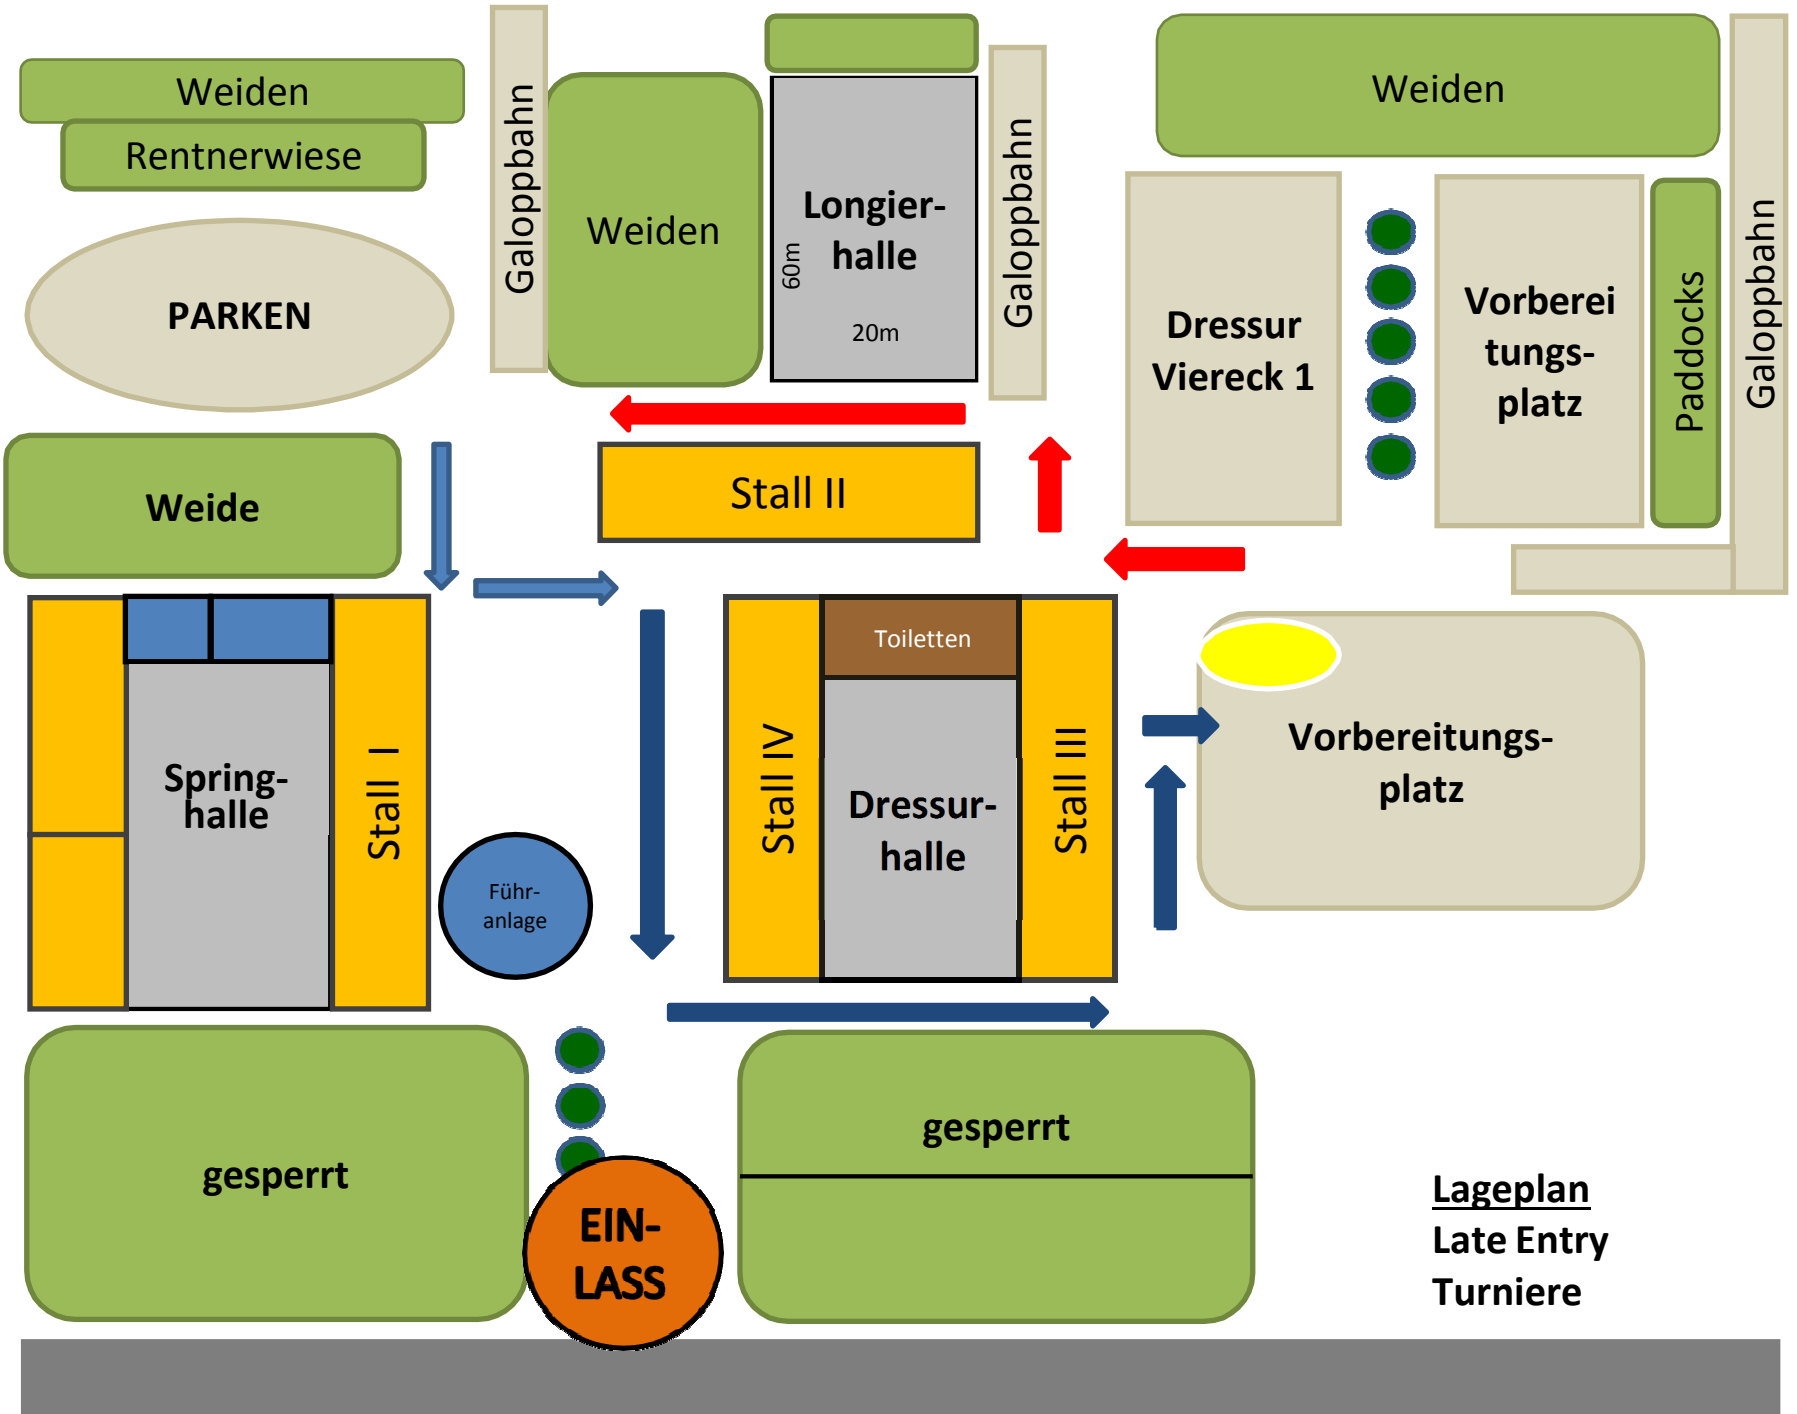 Weiden
Rentnerwiese
PARKEN
Weide
Galoppbahn
Weiden
Longier-
halle
60m
20m
Galoppbahn
Weiden
Dressur
Viereck 1
Vorberei
tungs-
platz
Paddocks
Galoppbahn
Stall II
Spring-
halle
Stall I
Führ-
anlage
Toiletten
Stall IV
Dressur-
halle
Stall III
Vorbereitungs-
platz
gesperrt
EIN-
LASS
gesperrt
Lageplan
Late Entry
Turniere